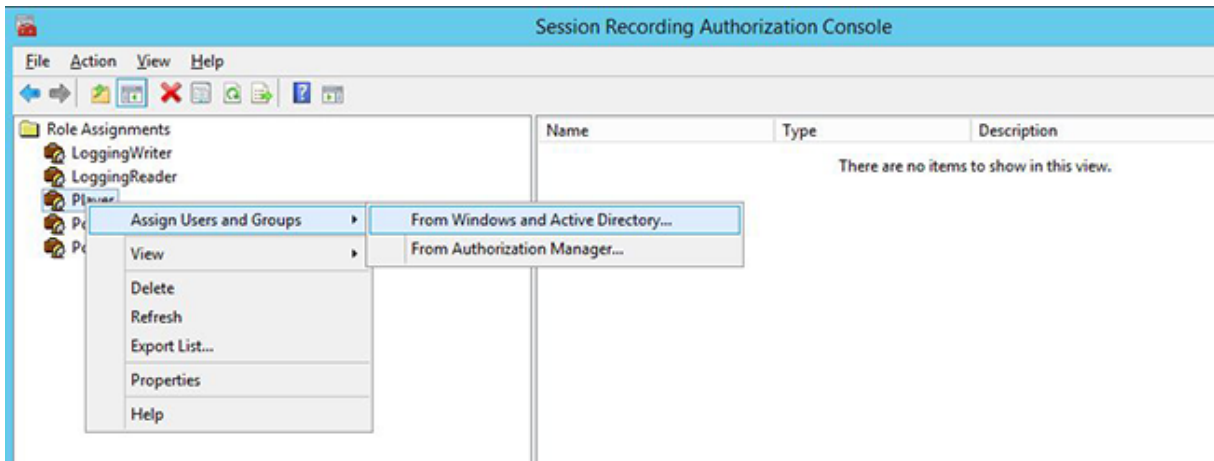 Session Recording Authorization Console
File Action View Help
Role Assignments
Name Type Description
LoggingWriter
There are no items to show in this view.
LoggingReader
Player
Assign Users and Groups
From Windows and Active Directory...
From Authorization Manager...
View
Delete
Refresh
Export List...
Properties
Help